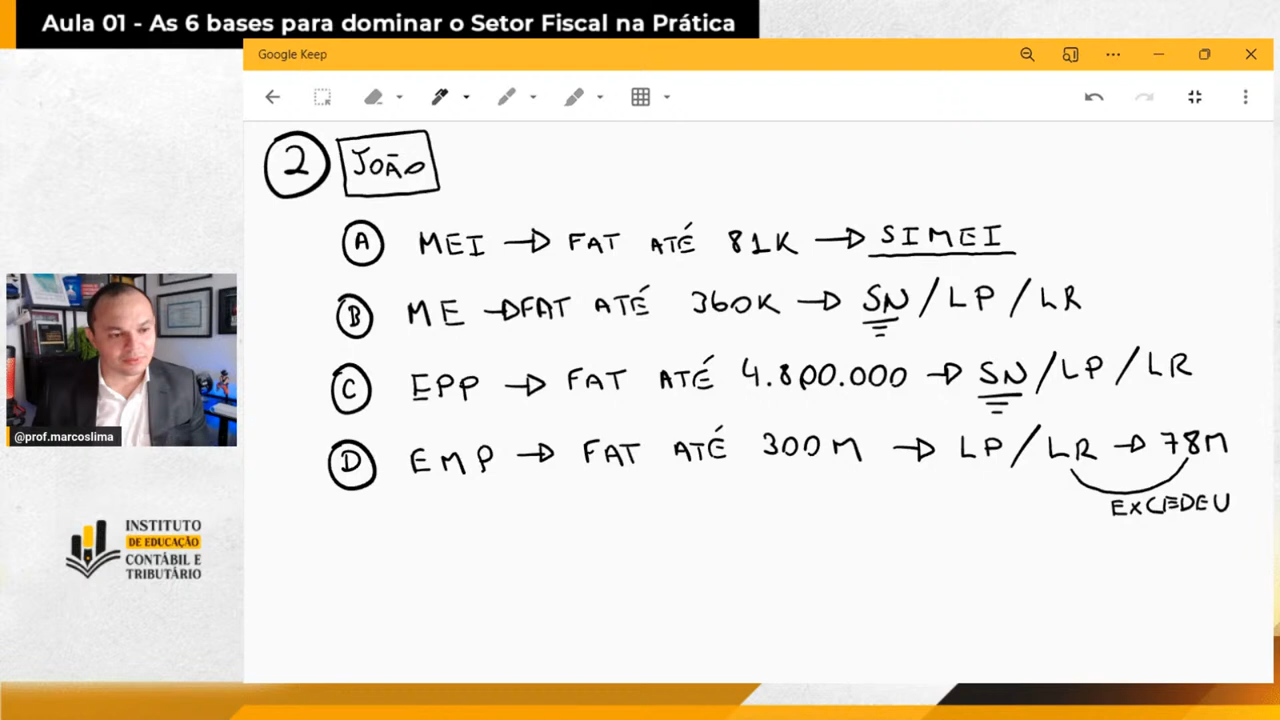 Aula 01 - As 6 bases para dominar o Setor Fiscal na Prática
Google Keep
2 JOÃO
A MEI → FAT ATÉ 81K → SIMEI
B ME → FAT ATÉ 360K → SN / LP / LR
C EPP → FAT ATÉ 4.800.000 → SN / LP / LR
D EMP → FAT ATÉ 300M → LP / LR → 78M
EXCEDEU
@prof.marcoslima
INSTITUTO
DE EDUCAÇÃO
CONTÁBIL E
TRIBUTÁRIO